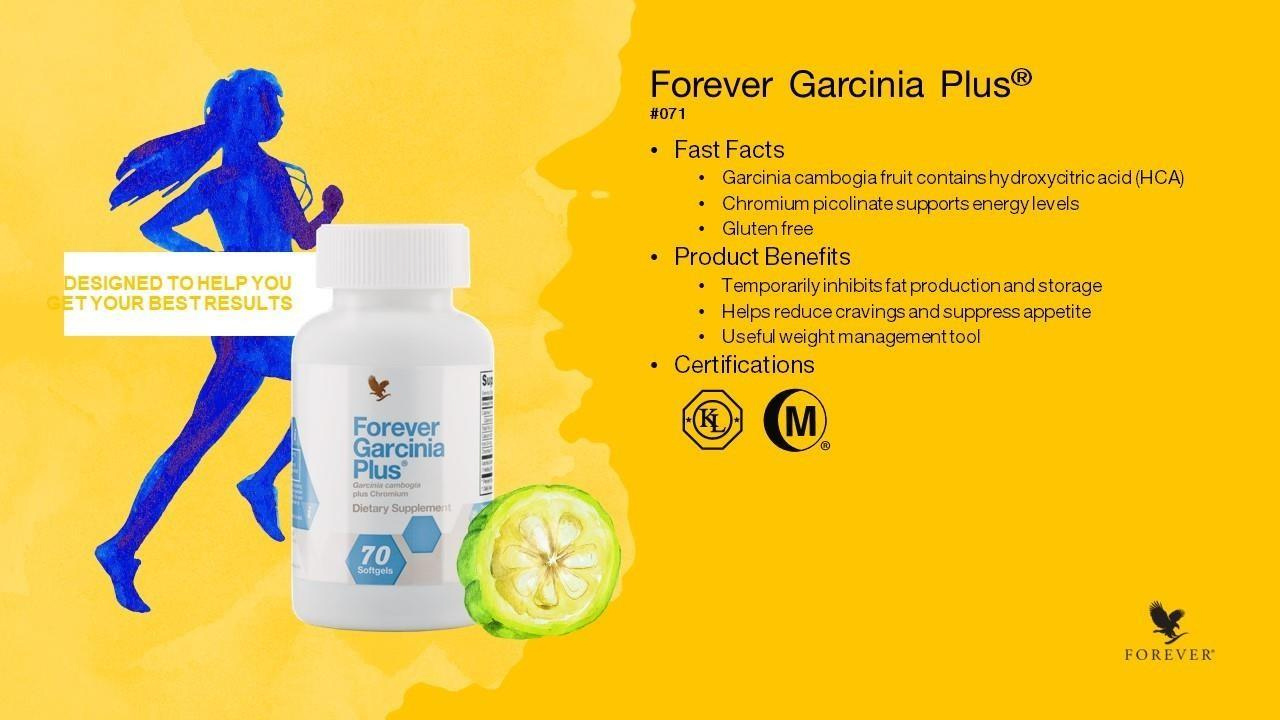 Forever Garcinia Plus®
#071
• Fast Facts
• Garcinia cambogia fruit contains hydroxycitric acid (HCA)
• Chromium picolinate supports energy levels
• Gluten free
• Product Benefits
• Temporarily inhibits fat production and storage
• Helps reduce cravings and suppress appetite
• Useful weight management tool
• Certifications
KL
M®
DESIGNED TO HELP YOU
GET YOUR BEST RESULTS
Forever
Garcinia
Plus®
Garcinia cambogia
plus Chromium
Dietary Supplement
70
Softgels
Sup
FOREVER®